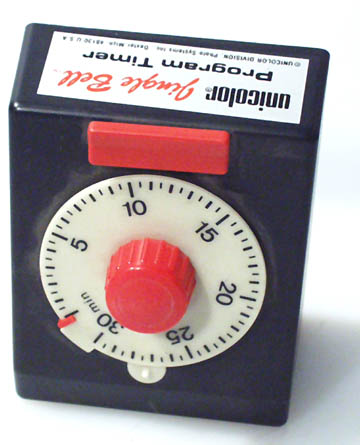 unicolor® Jingle Bell™
Program Timer
© UNICOLOR DIVISION Photo Systems Inc. Dexter Mich. 48130 U.S.A.
5
10
15
20
25
30 min